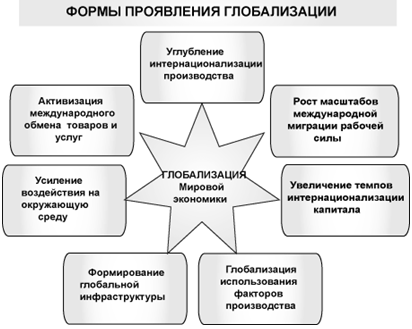 ФОРМЫ ПРОЯВЛЕНИЯ ГЛОБАЛИЗАЦИИ
Углубление
интернационализации
производства
Активизация
международного
обмена товаров и
услуг
Рост масштабов
международной
миграции рабочей
силы
ГЛОБАЛИЗАЦИЯ
Мировой
экономики
Усиление
воздействия на
окружающую
среду
Увеличение темпов
интернационализации
капитала
Формирование
глобальной
инфраструктуры
Глобализация
использования
факторов
производства